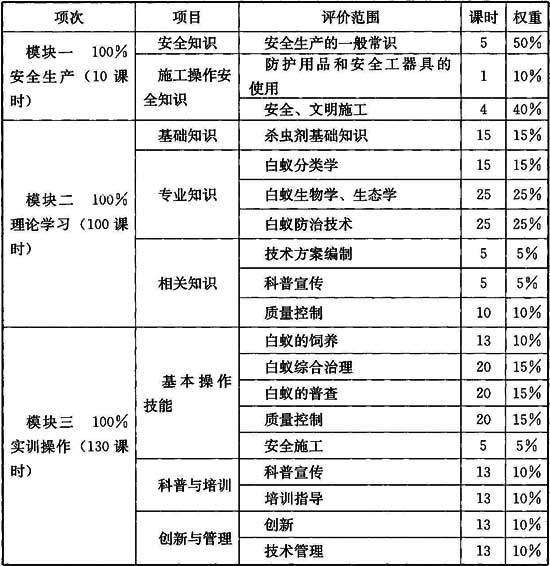 项次 项目 评价范围 课时 权重
模块一 100%
安全生产（10 课
时）
安全知识 安全生产的一般常识 5 50%
施工操作安
全知识
防护用品和安全工器具的
使用
1 10%
安全、文明施工 4 40%
模块二 100%
理论学习（100 课
时）
基础知识 杀虫剂基础知识 15 15%
专业知识
白蚁分类学 15 15%
白蚁生物学、生态学 25 25%
白蚁防治技术 25 25%
相关知识
技术方案编制 5 5%
科普宣传 5 5%
质量控制 10 10%
模块三 100%
实训操作（130 课
时）
基本操作
技能
白蚁的饲养 13 10%
白蚁综合治理 20 15%
白蚁的普查 20 15%
质量控制 20 15%
安全施工 5 5%
科普与培训
科普宣传 13 10%
培训指导 13 10%
创新与管理
创新 13 10%
技术管理 13 10%